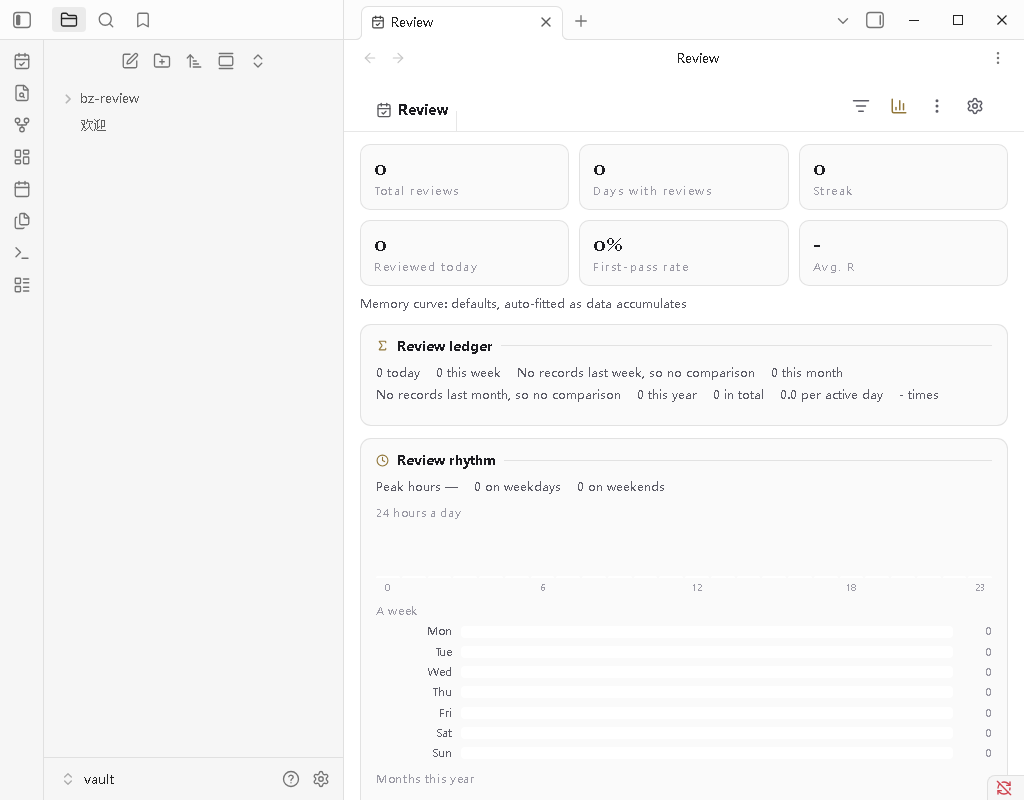 Review
Review
bz-review
欢迎
Review
0
Total reviews
0
Days with reviews
0
Streak
0
Reviewed today
0%
First-pass rate
-
Avg. R
Memory curve: defaults, auto-fitted as data accumulates
Review ledger
0 today 0 this week No records last week, so no comparison 0 this month
No records last month, so no comparison 0 this year 0 in total 0.0 per active day - times
Review rhythm
Peak hours — 0 on weekdays 0 on weekends
24 hours a day
0 6 12 18 23
A week
Mon 0
Tue 0
Wed 0
Thu 0
Fri 0
Sat 0
Sun 0
Months this year
vault